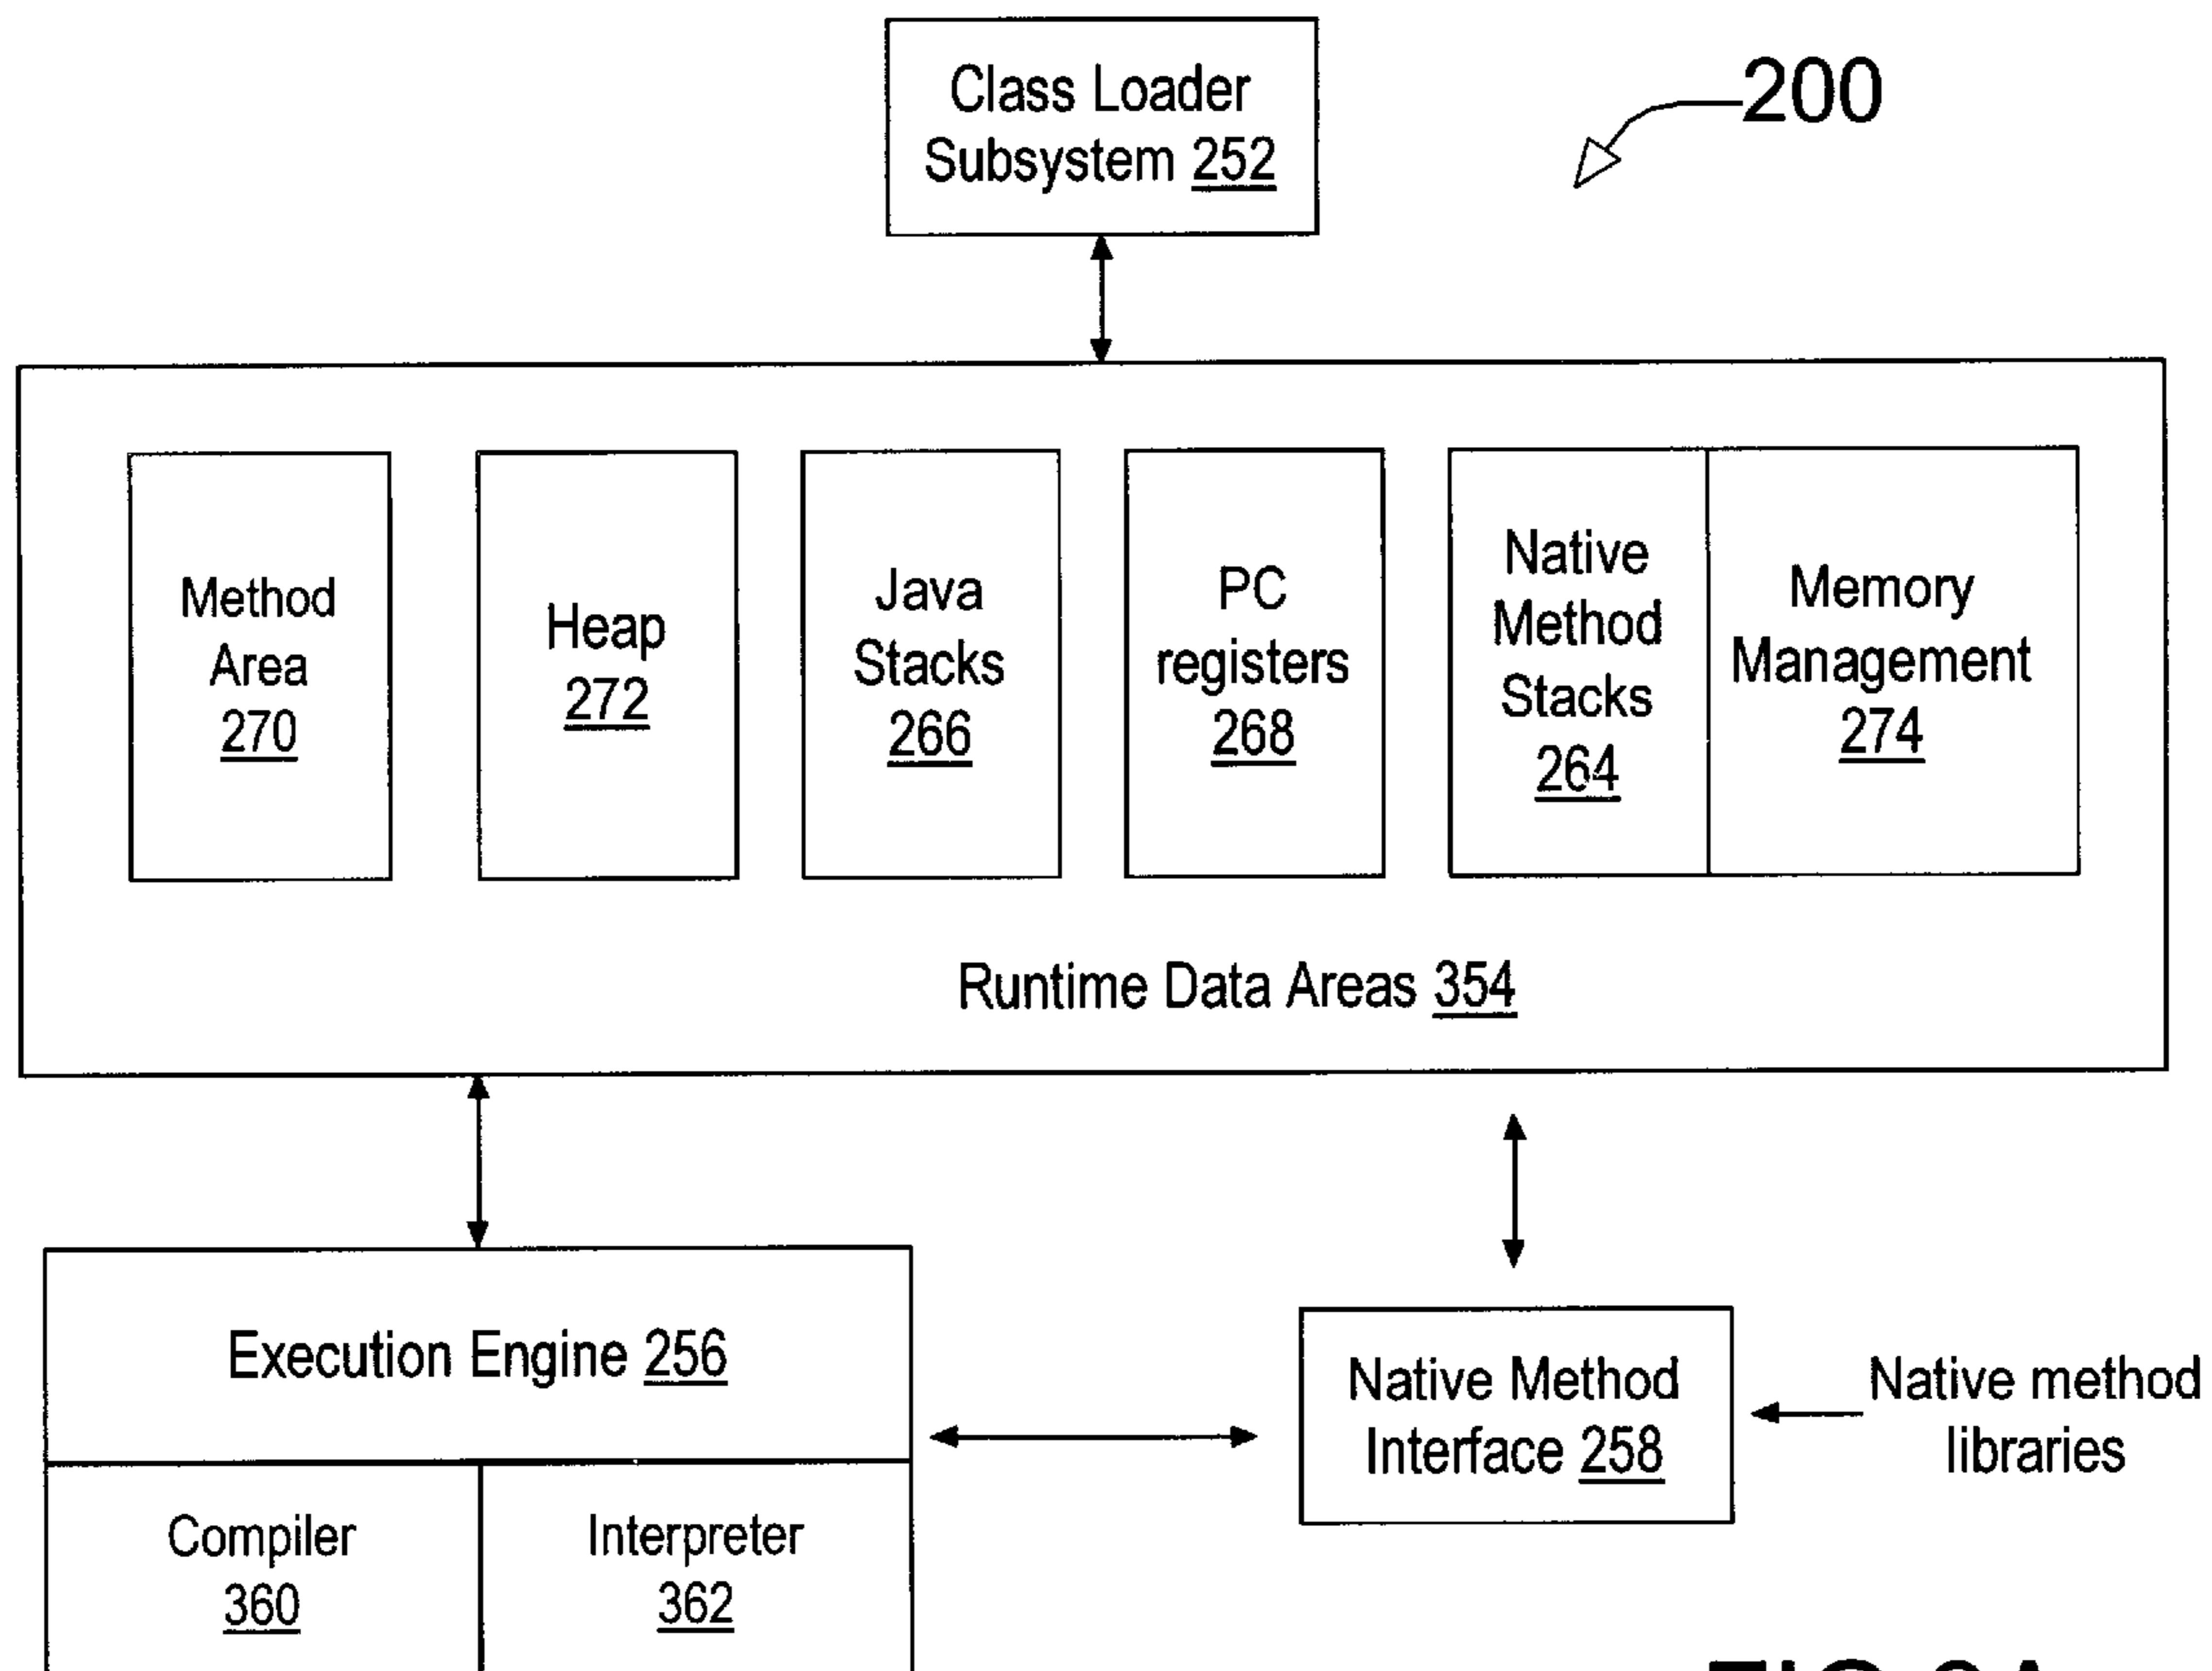 Class Loader
Subsystem 252
200
Method
Area
270
Heap
272
Java
Stacks
266
PC
registers
268
Native
Method
Stacks
264
Memory
Management
274
Runtime Data Areas 354
Execution Engine 256
Compiler
360
Interpreter
362
Native Method
Interface 258
Native method
libraries